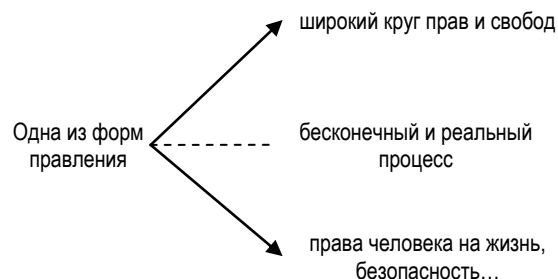 широкий круг прав и свобод
Одна из форм
правления
бесконечный и реальный
процесс
права человека на жизнь,
безопасность…